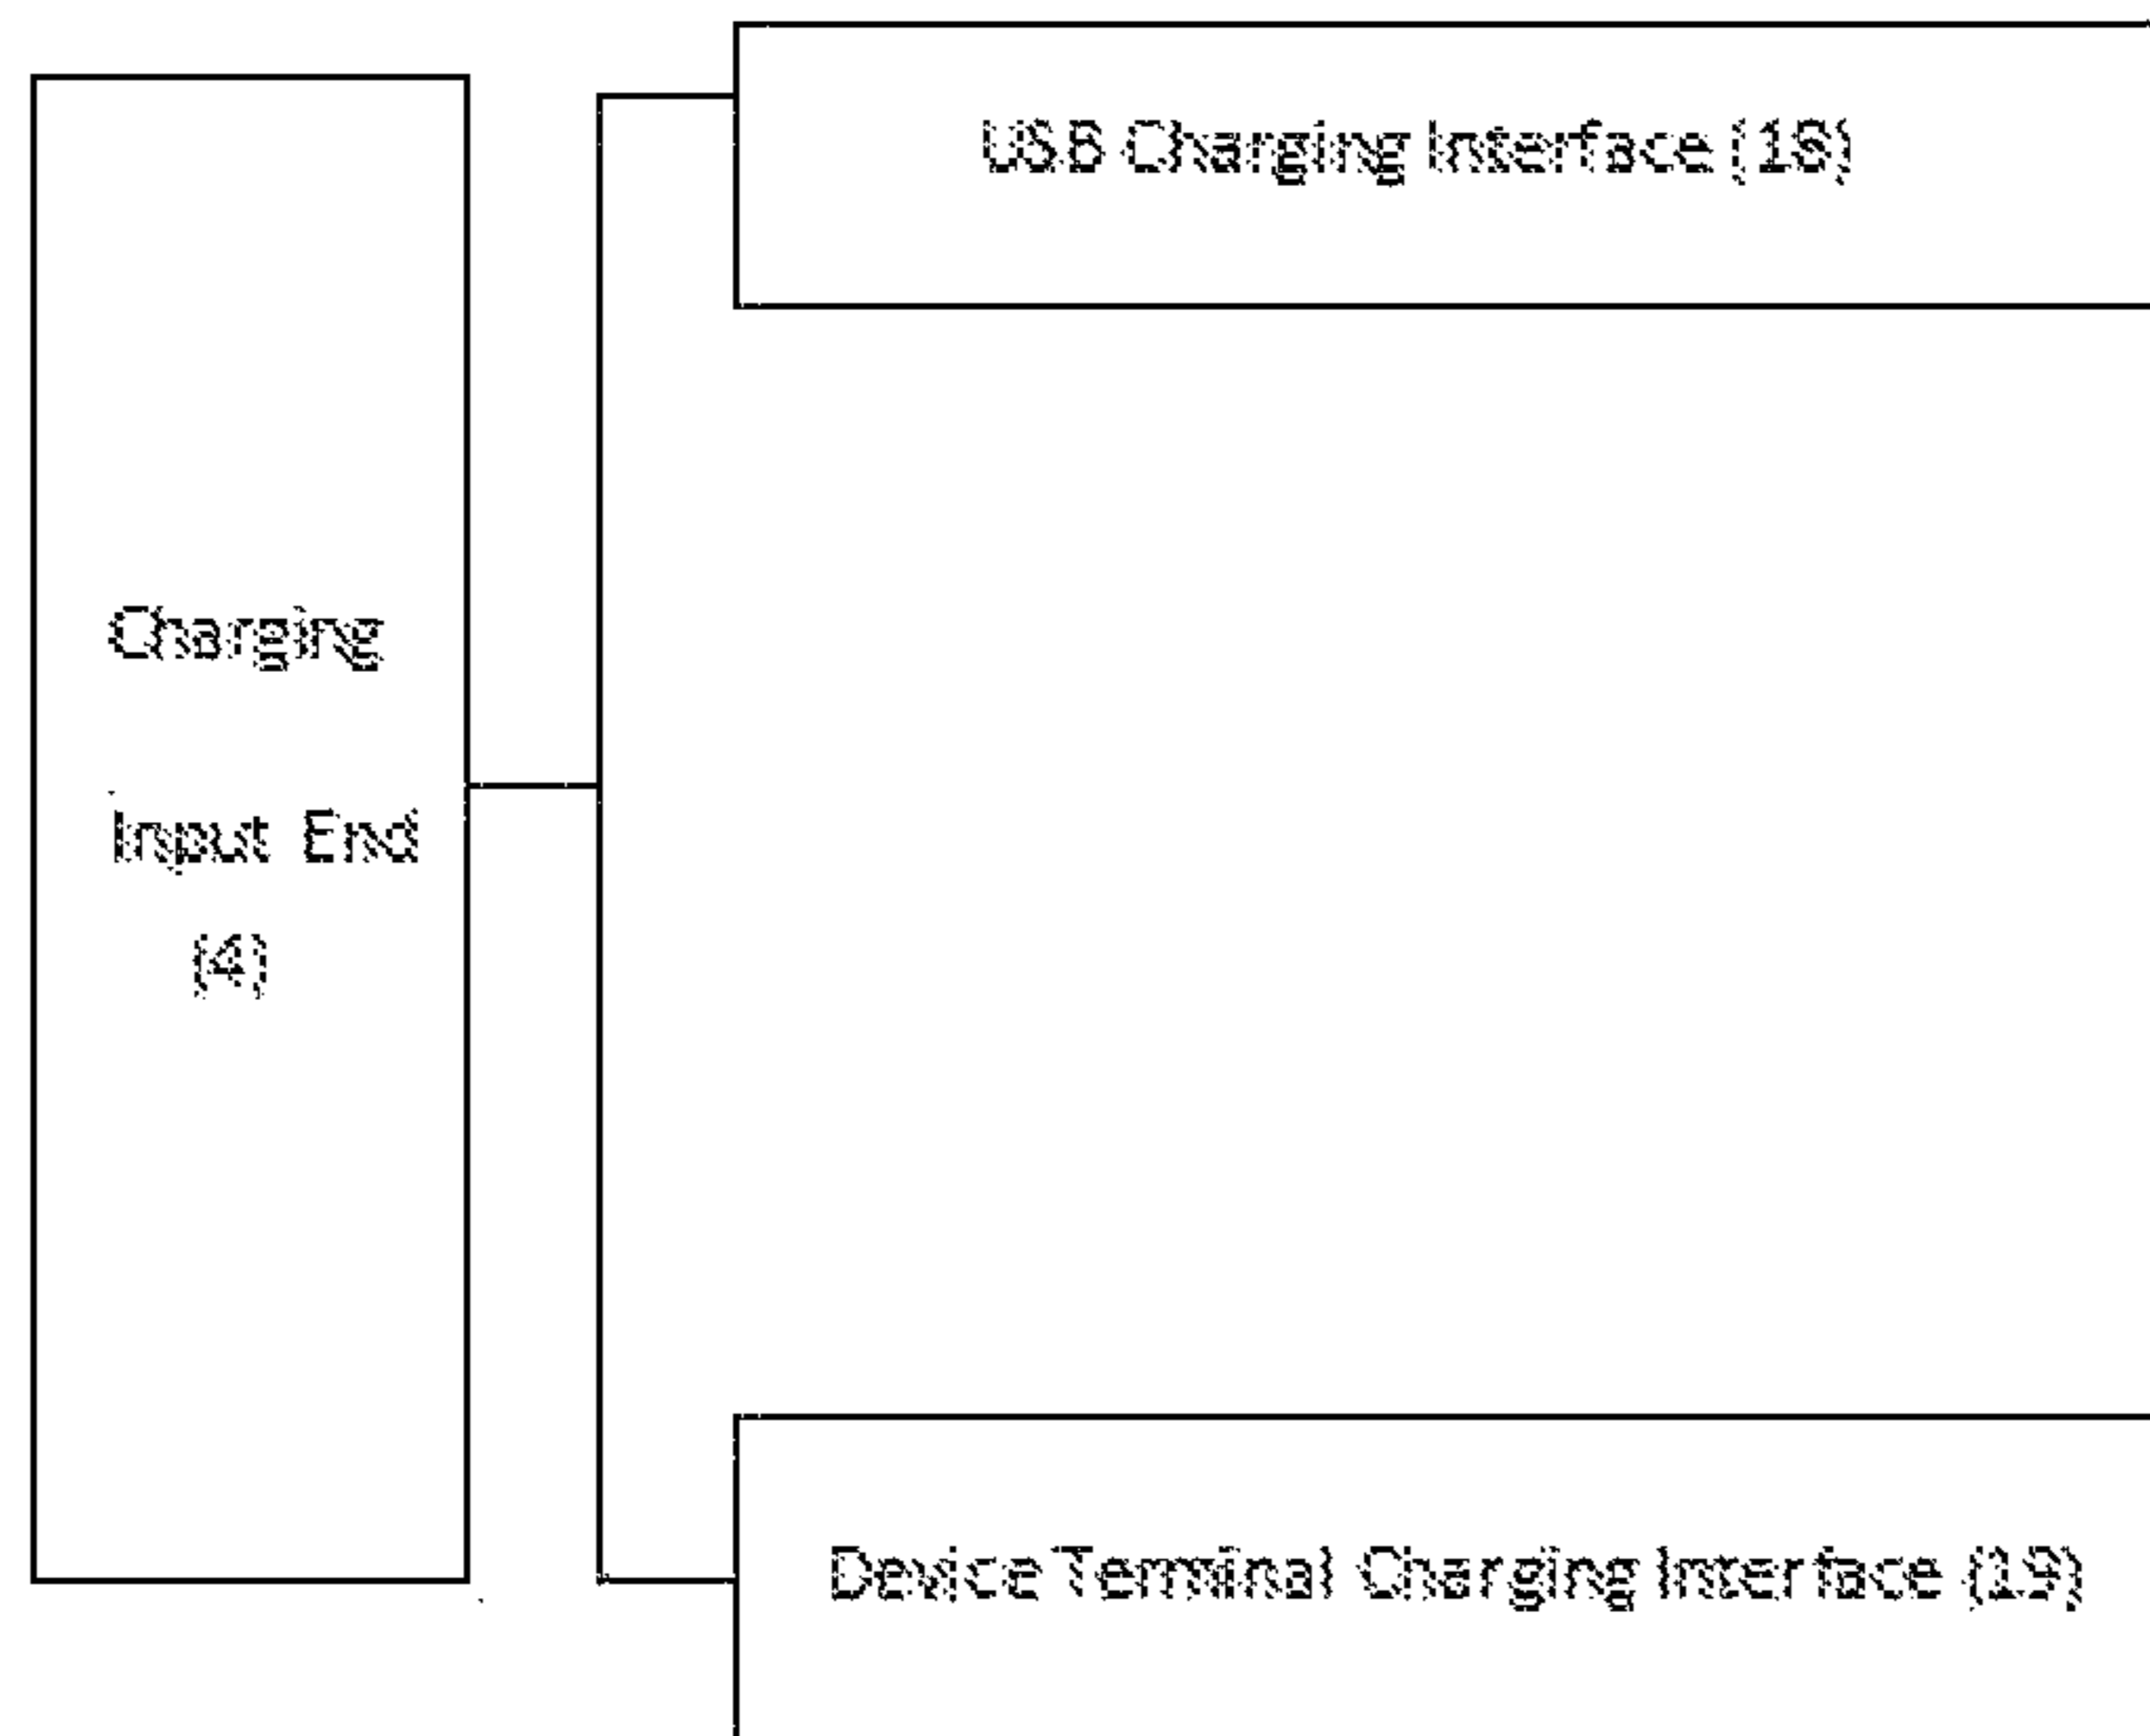 USB Charging Interface (18)
Charging
Input End
(4)
Device Terminal Charging Interface (19)